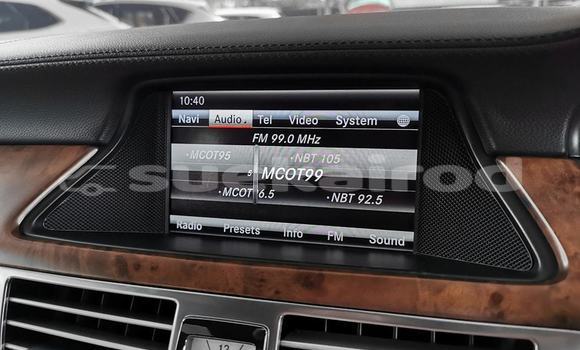 10:40
Navi Audio Tel Video System
FM 99.0 MHz
MCOT95 •NBT 105
5 MCOT99
•MCOT 6.5 •NBT 92.5
Radio Presets Info FM Sound